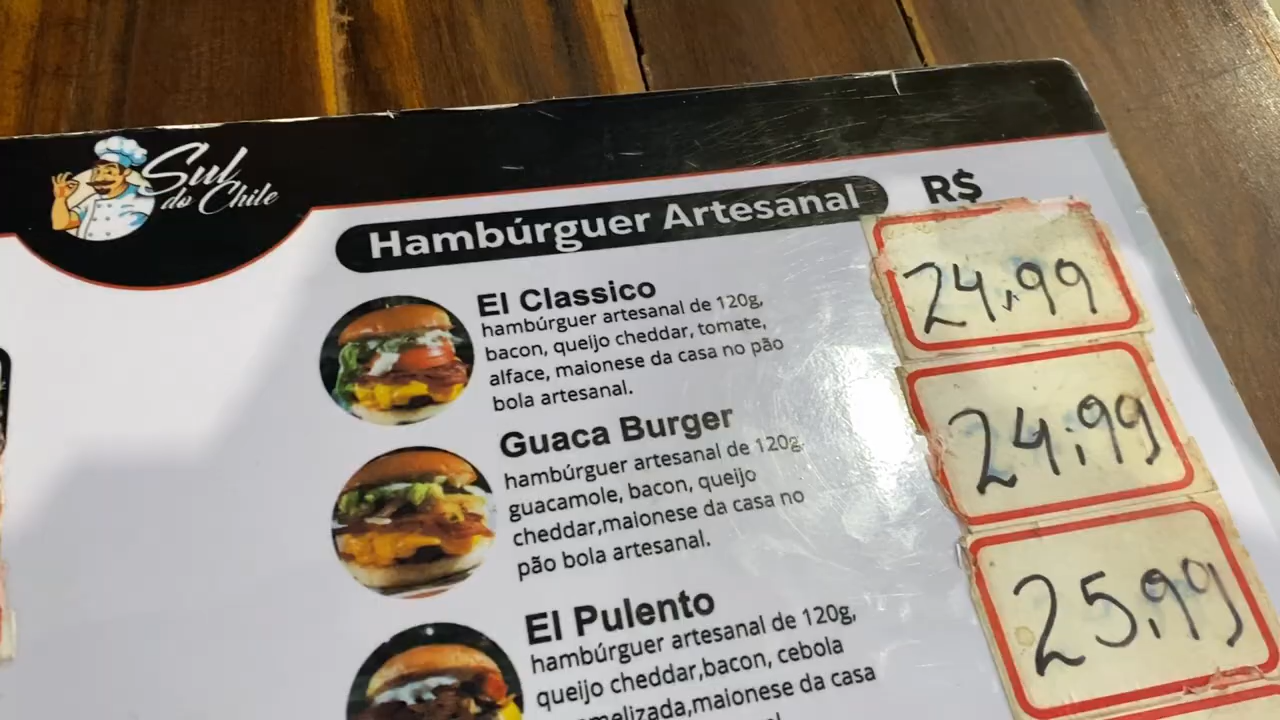 Sul
do Chile
Hambúrguer Artesanal
R$
El Classico
hambúrguer artesanal de 120g,
bacon, queijo cheddar, tomate,
alface, maionese da casa no pão
bola artesanal.
24,99
Guaca Burger
hambúrguer artesanal de 120g,
guacamole, bacon, queijo
cheddar,maionese da casa no
pão bola artesanal.
24,99
El Pulento
hambúrguer artesanal de 120g,
queijo cheddar,bacon, cebola
melizada,maionese da casa
25,99